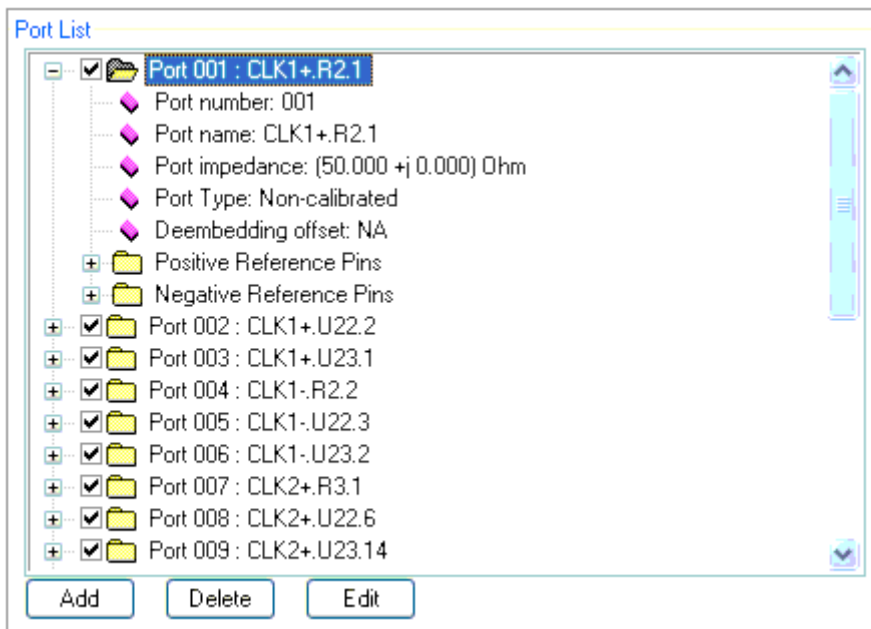 Port List
Port 001 : CLK1+.R2.1
Port number: 001
Port name: CLK1+.R2.1
Port impedance: (50.000 +j 0.000) Ohm
Port Type: Non-calibrated
Deembedding offset: NA
Positive Reference Pins
Negative Reference Pins
Port 002 : CLK1+.U22.2
Port 003 : CLK1+.U23.1
Port 004 : CLK1-.R2.2
Port 005 : CLK1-.U22.3
Port 006 : CLK1-.U23.2
Port 007 : CLK2+.R3.1
Port 008 : CLK2+.U22.6
Port 009 : CLK2+.U23.14
Add Delete Edit